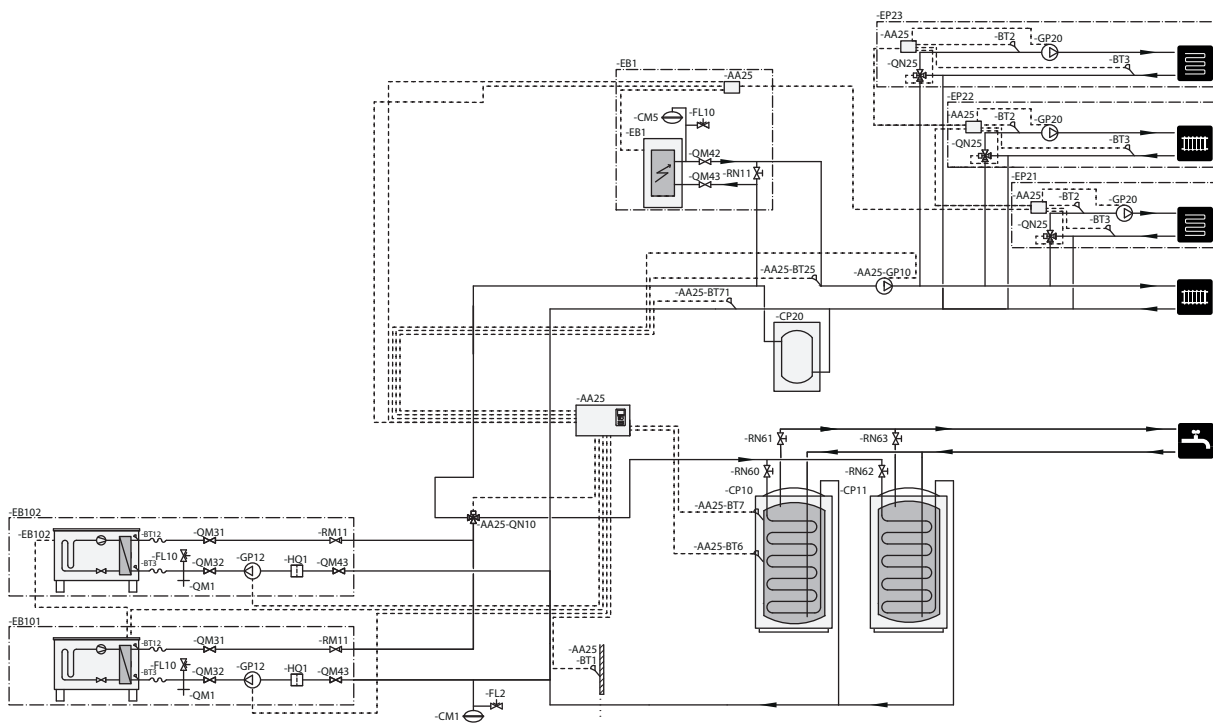 -EP23
-AA25
-BT2
-GP20
-QN25
-BT3
-EP22
-AA25
-BT2
-GP20
-QN25
-BT3
-EP21
-AA25
-BT2
-GP20
-QN25
-BT3
-EB1
-AA25
-CM5
-FL10
-EB1
-QM42
-QM43
-RN11
-AA25-BT25
-AA25-GP10
-AA25-BT71
-CP20
-AA25
-RN61
-RN63
-RN60
-RN62
-CP10
-CP11
-AA25-BT7
-AA25-BT6
-AA25-QN10
-EB102
-EB102
-BT12
-QM31
-RM11
-FL10
-BT3
-QM32
-GP12
-HQ1
-QM43
-QM1
-EB101
-BT12
-QM31
-RM11
-FL10
-BT3
-QM32
-GP12
-HQ1
-QM43
-QM1
-AA25
-BT1
-FL2
-CM1